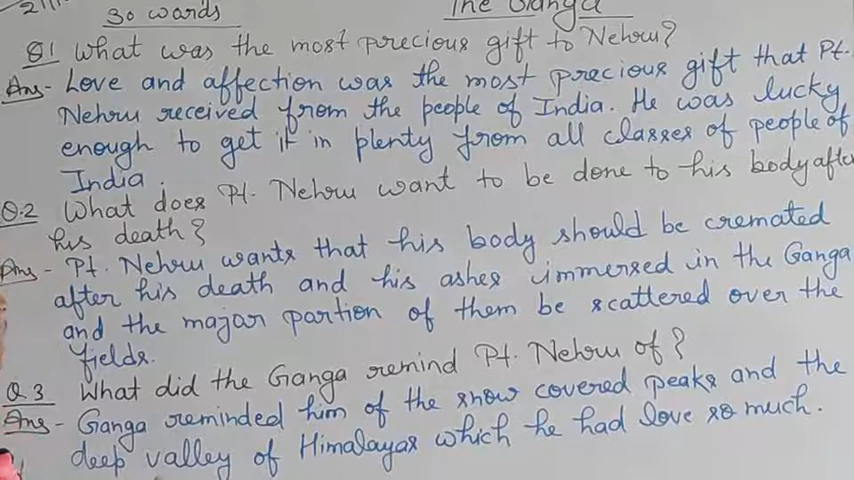 30 words
The Ganga
Q1 What was the most precious gift to Nehru?
Ans- Love and affection was the most precious gift that Pt.
Nehru received from the people of India. He was lucky
enough to get it in plenty from all classes of people of
India.
Q.2 What does Pt. Nehru want to be done to his body after
his death?
Ans- Pt. Nehru wants that his body should be cremated
after his death and his ashes immersed in the Ganga
and the majar partion of them be scattered over the
fields.
Q.3 What did the Ganga remind Pt. Nehru of?
Ans- Ganga reminded him of the snow covered peaks and the
deep valley of Himalayas which he had love so much.